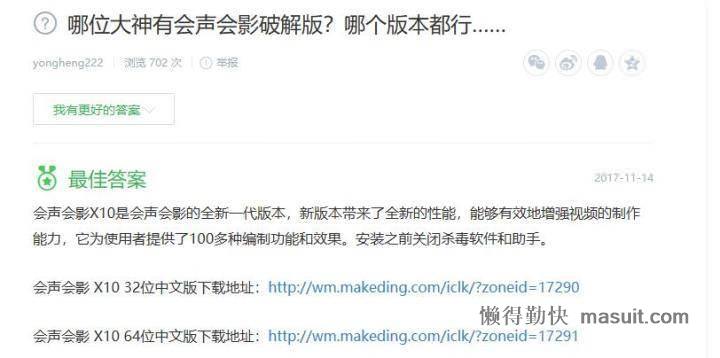 哪位大神有会声会影破解版？哪个版本都行......
yongheng222 浏览 702 次 举报
我有更好的答案
最佳答案 2017-11-14
会声会影X10是会声会影的全新一代版本，新版本带来了全新的性能，能够有效地增强视频的制作
能力，它为使用者提供了100多种编制功能和效果。安装之前关闭杀毒软件和助手。
会声会影 X10 32位中文版下载地址：http://wm.makeding.com/iclk/?zoneid=17290
懒得勤快 masuit.com
会声会影 X10 64位中文版下载地址：http://wm.makeding.com/iclk/?zoneid=17291